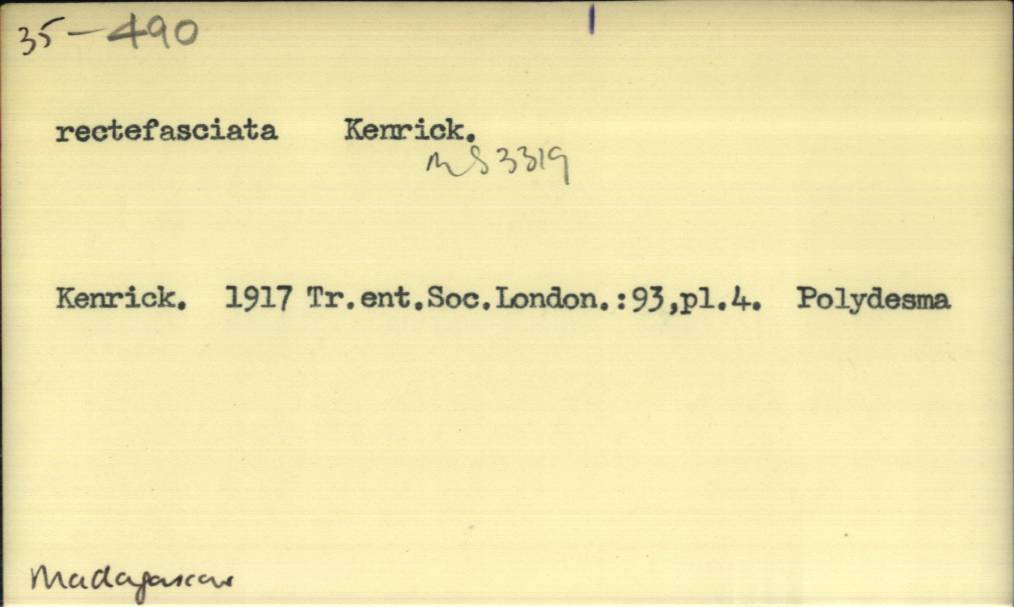 35-490
rectefasciata Kenrick.
MS 3319
Kenrick. 1917 Tr.ent.Soc.London.:93,pl.4. Polydesma
Madagascar